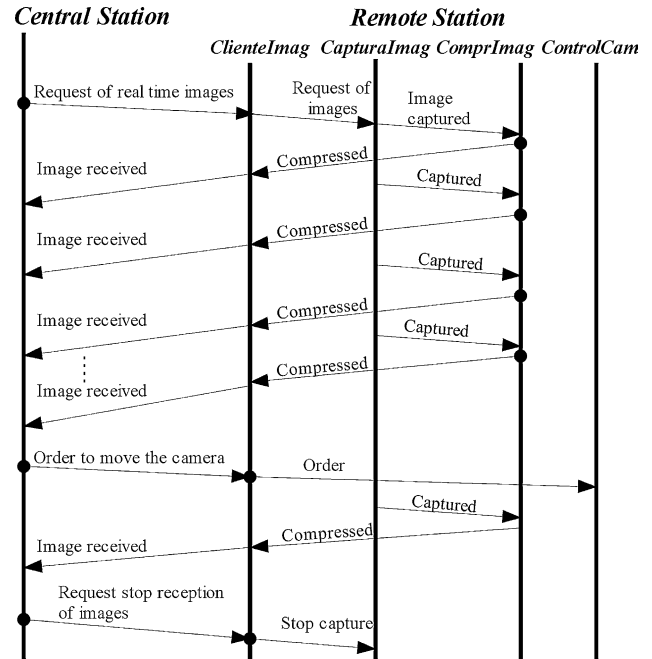 Central Station
Remote Station
ClienteImag CapturaImag ComprImag ControlCam
Request of real time images
Request of
images
Image
captured
Compressed
Image received
Captured
Compressed
Image received
Captured
Compressed
Image received
Captured
Compressed
Image received
Order to move the camera
Order
Captured
Compressed
Image received
Request stop reception
of images
Stop capture